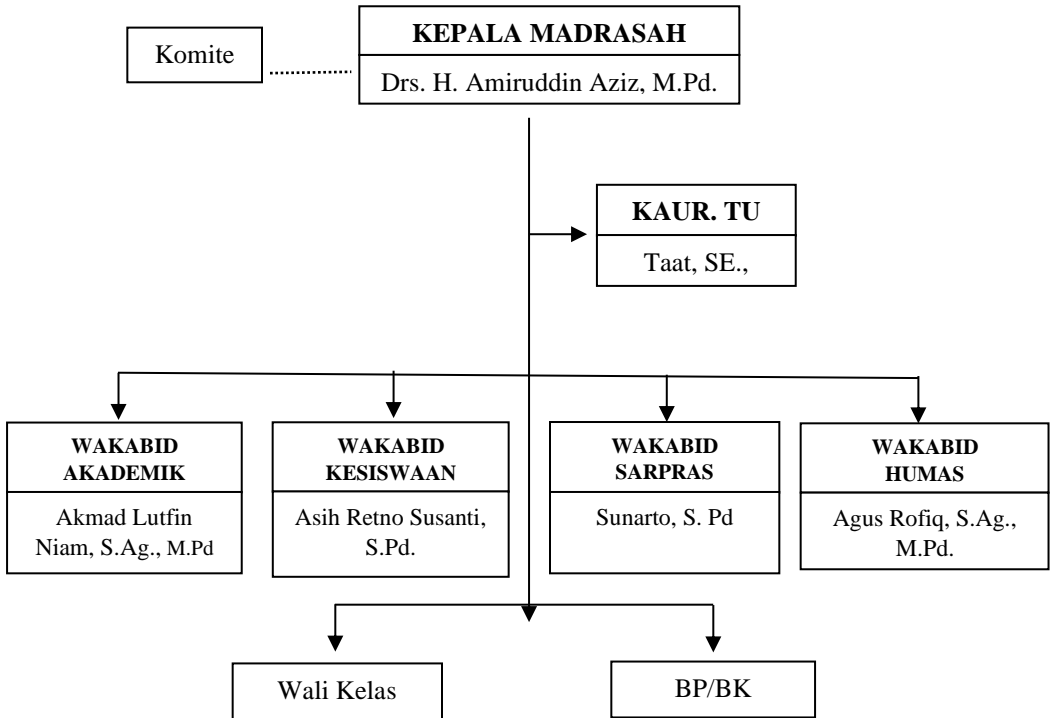 KEPALA MADRASAH
Komite
Drs. H. Amiruddin Aziz, M.Pd.
KAUR. TU
Taat, SE.,
WAKABID
AKADEMIK
Akmad Lutfin
Niam, S.Ag., M.Pd
WAKABID
KESISWAAN
Asih Retno Susanti,
S.Pd.
WAKABID
SARPRAS
Sunarto, S. Pd
WAKABID
HUMAS
Agus Rofiq, S.Ag.,
M.Pd.
Wali Kelas
BP/BK